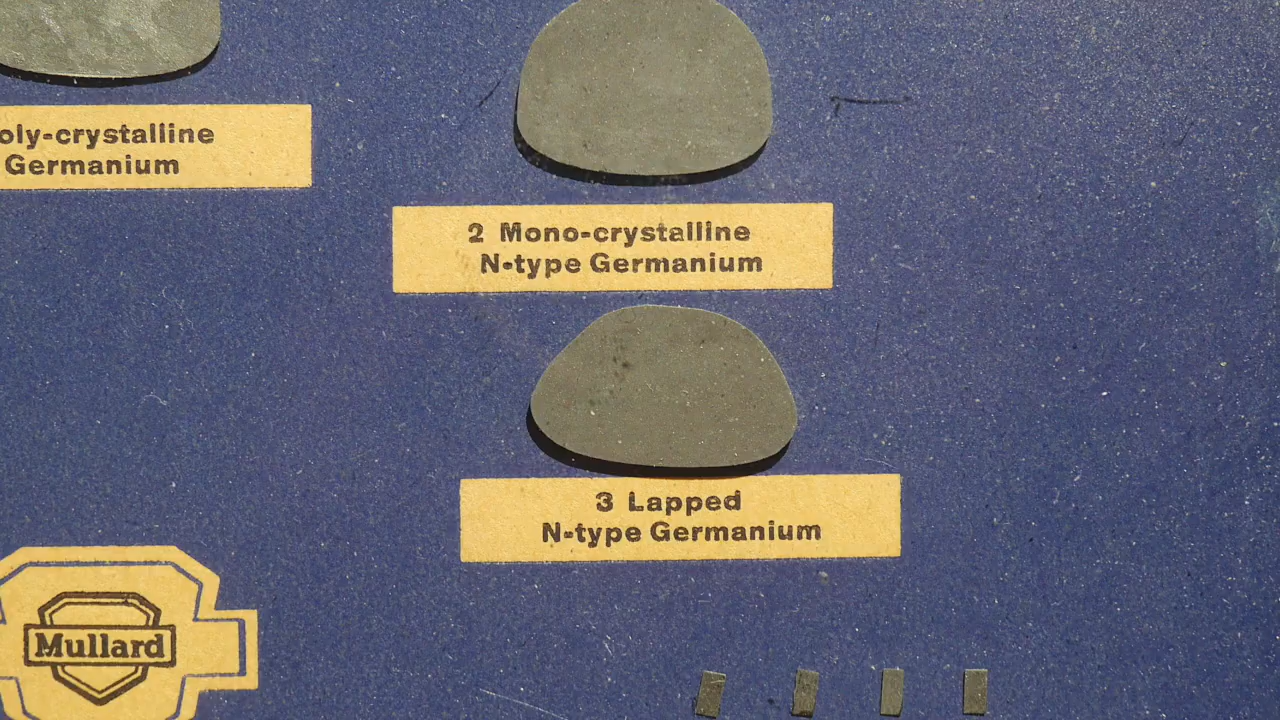 oly-crystalline
Germanium
2 Mono-crystalline
N-type Germanium
3 Lapped
N-type Germanium
Mullard